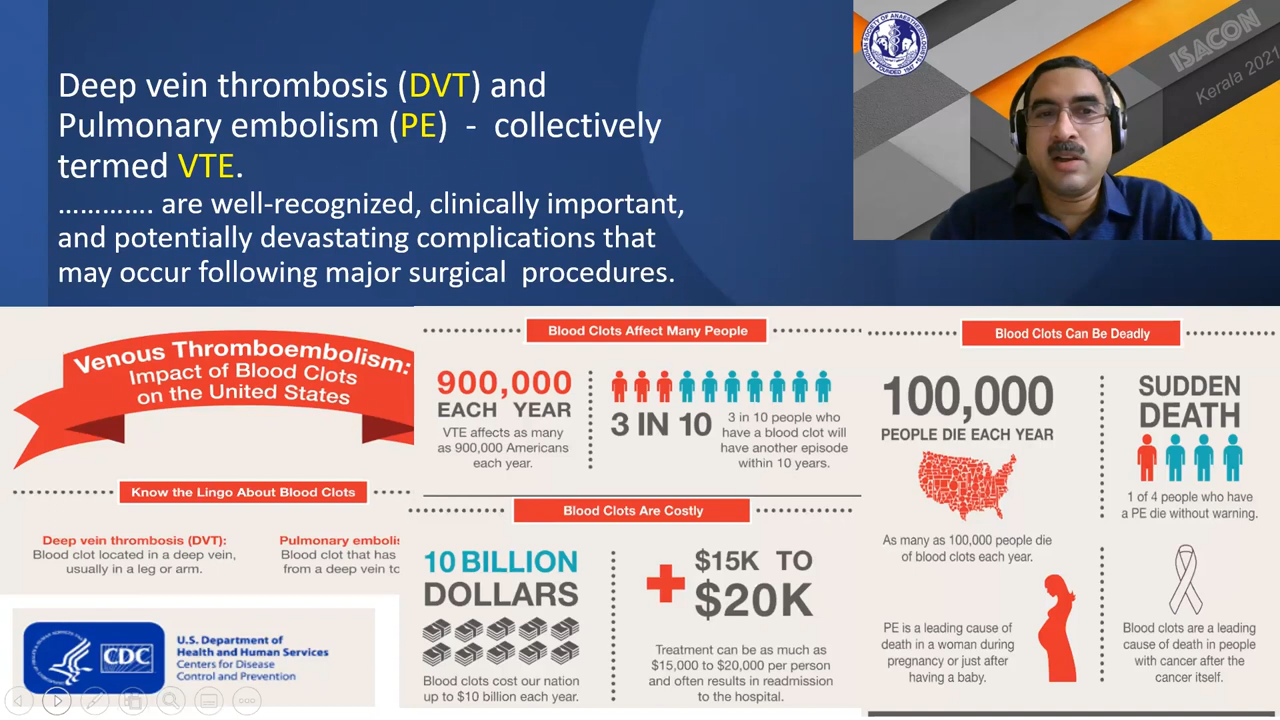 Deep vein thrombosis (DVT) and
Pulmonary embolism (PE) - collectively
termed VTE.
…………. are well-recognized, clinically important,
and potentially devastating complications that
may occur following major surgical procedures.
INDIAN SOCIETY OF ANAESTHESIOLOGISTS
FOUNDED 1947
ISACON
Kerala 2021
Venous Thromboembolism:
Impact of Blood Clots
on the United States
Know the Lingo About Blood Clots
Deep vein thrombosis (DVT):
Blood clot located in a deep vein,
usually in a leg or arm.
Pulmonary embolis
Blood clot that has
from a deep vein to
CDC
U.S. Department of
Health and Human Services
Centers for Disease
Control and Prevention
Blood Clots Affect Many People
900,000
EACH YEAR
VTE affects as many
as 900,000 Americans
each year.
3 IN 10
3 in 10 people who
have a blood clot will
have another episode
within 10 years.
Blood Clots Are Costly
10 BILLION
DOLLARS
Blood clots cost our nation
up to $10 billion each year.
$15K TO
$20K
Treatment can be as much as
$15,000 to $20,000 per person
and often results in readmission
to the hospital.
Blood Clots Can Be Deadly
100,000
PEOPLE DIE EACH YEAR
As many as 100,000 people die
of blood clots each year.
SUDDEN
DEATH
1 of 4 people who have
a PE die without warning.
PE is a leading cause of
death in a woman during
pregnancy or just after
having a baby.
Blood clots are a leading
cause of death in people
with cancer after the
cancer itself.